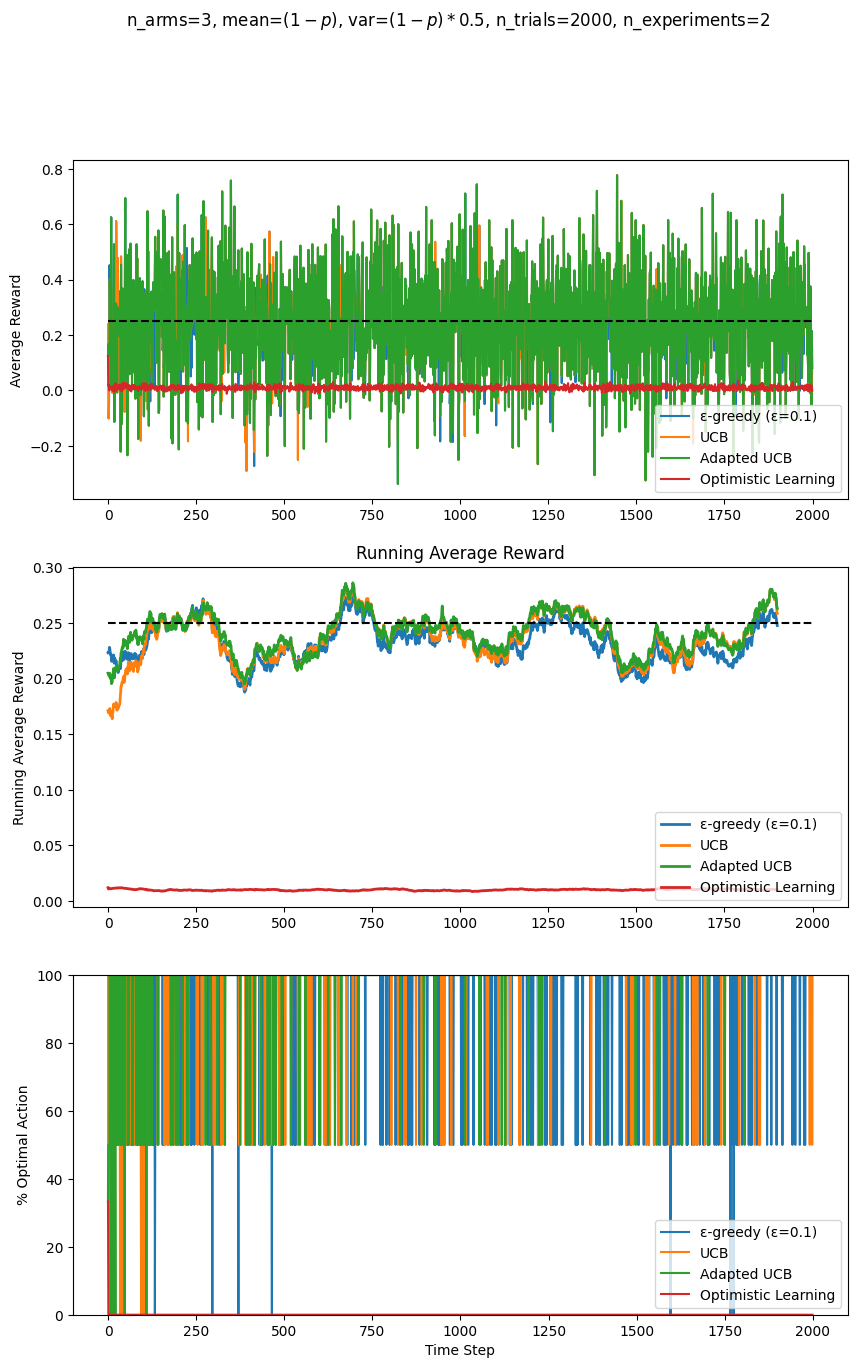 n_arms=3, mean=(1 − p), var=(1 − p) * 0.5, n_trials=2000, n_experiments=2
0.8
0.6
0.4
0.2
0.0
−0.2
Average Reward
0 250 500 750 1000 1250 1500 1750 2000
ε-greedy (ε=0.1)
UCB
Adapted UCB
Optimistic Learning
Running Average Reward
0.30
0.25
0.20
0.15
0.10
0.05
0.00
Running Average Reward
0 250 500 750 1000 1250 1500 1750 2000
ε-greedy (ε=0.1)
UCB
Adapted UCB
Optimistic Learning
100
80
60
40
20
0
% Optimal Action
0 250 500 750 1000 1250 1500 1750 2000
ε-greedy (ε=0.1)
UCB
Adapted UCB
Optimistic Learning
Time Step